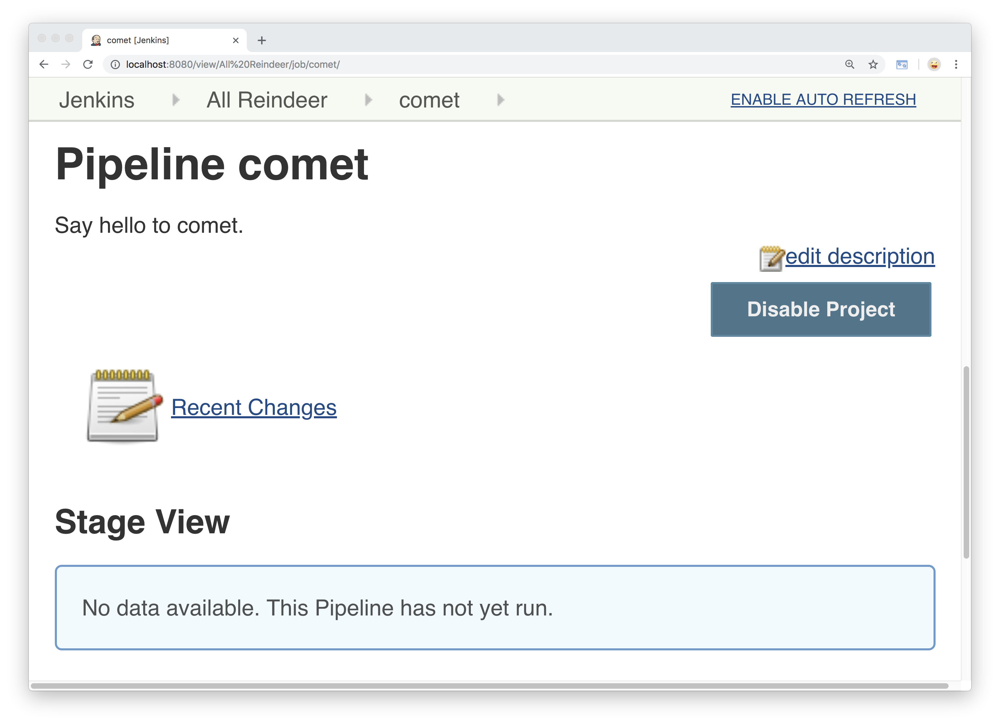 comet [Jenkins]
localhost:8080/view/All%20Reindeer/job/comet/
Jenkins All Reindeer comet ENABLE AUTO REFRESH
Pipeline comet
Say hello to comet.
edit description
Disable Project
Recent Changes
Stage View
No data available. This Pipeline has not yet run.